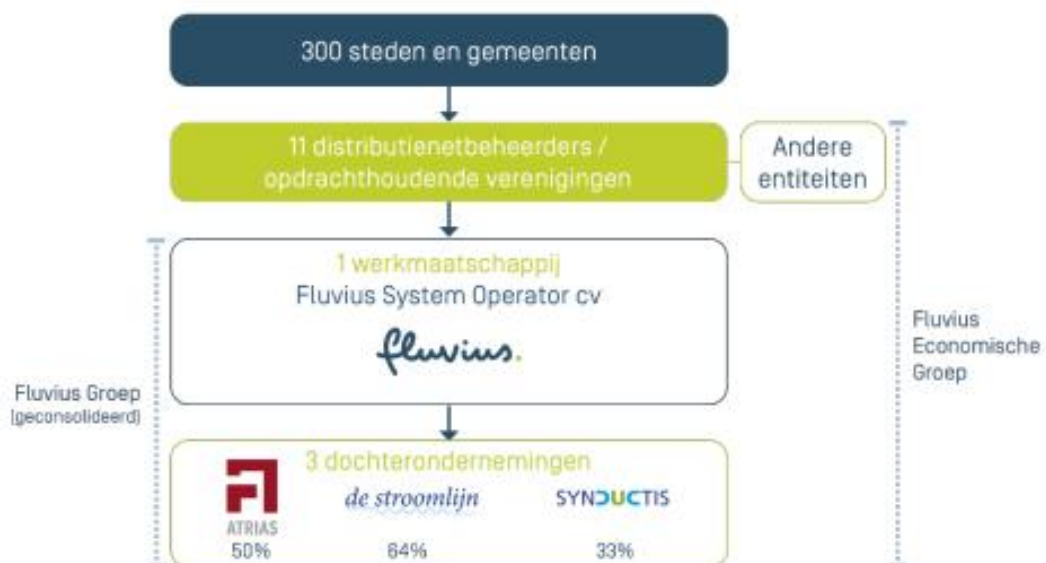 300 steden en gemeenten
11 distributienetbeheerders /
opdrachthoudende verenigingen
Andere
entiteiten
1 werkmaatschappij
Fluvius System Operator cv
fluvius.
Fluvius
Economische
Groep
Fluvius Groep
(geconsolideerd)
3 dochterondernemingen
ATRIAS
de stroomlijn
SYNDUCTIS
50%
64%
33%